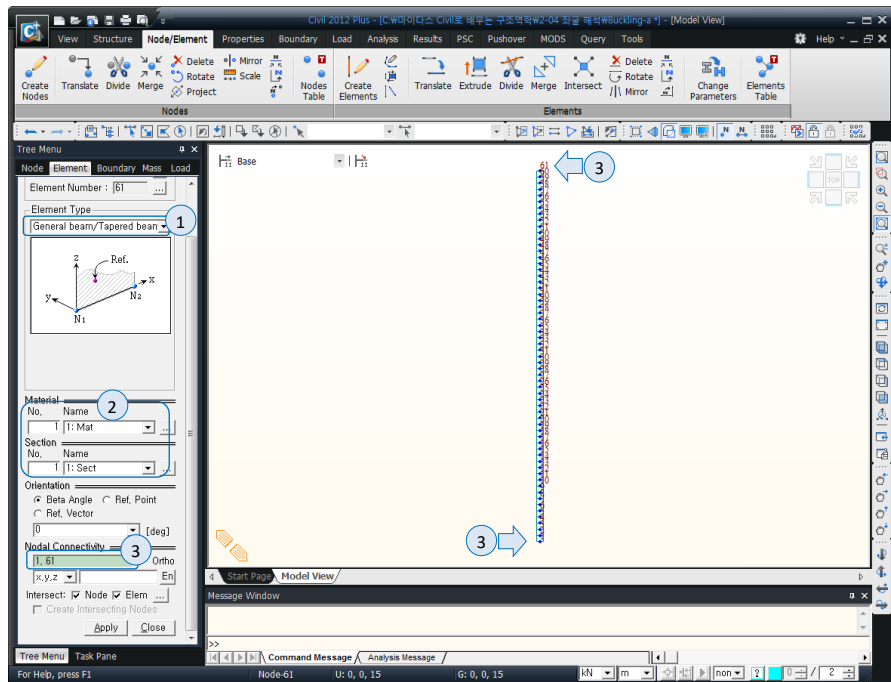 Civil 2012 Plus - [C:₩마이다스 Civil로 배우는 구조역학₩2-04 좌굴 해석₩Buckling-a *] - [Model View]
View Structure Node/Element Properties Boundary Load Analysis Results PSC Pushover MODS Query Tools Help
Create Nodes
Translate
Divide
Merge
Delete
Rotate
Project
Mirror
Scale
Nodes Table
Create Elements
Translate
Extrude
Divide
Merge
Intersect
Delete
Rotate
Mirror
Change Parameters
Elements Table
Nodes
Elements
Tree Menu
Node Element Boundary Mass Load
Element Number : 61 ...
Element Type
General beam/Tapered bean
1
z
Ref.
x
y
N1
N2
Material
2
No. Name
1 1: Mat ...
Section
No. Name
1 1: Sect ...
Orientation
Beta Angle Ref. Point
Ref. Vector
0 [deg]
Nodal Connectivity
3
1, 61 Ortho
x,y,z En
Intersect: Node Elem ...
Create Intersecting Nodes
Apply Close
Tree Menu Task Pane
Base
61
3
3
TOP
Start Page Model View
Message Window
>>
Command Message Analysis Message
For Help, press F1 Node-61 U: 0, 0, 15 G: 0, 0, 15 kN m non ? 0 / 2